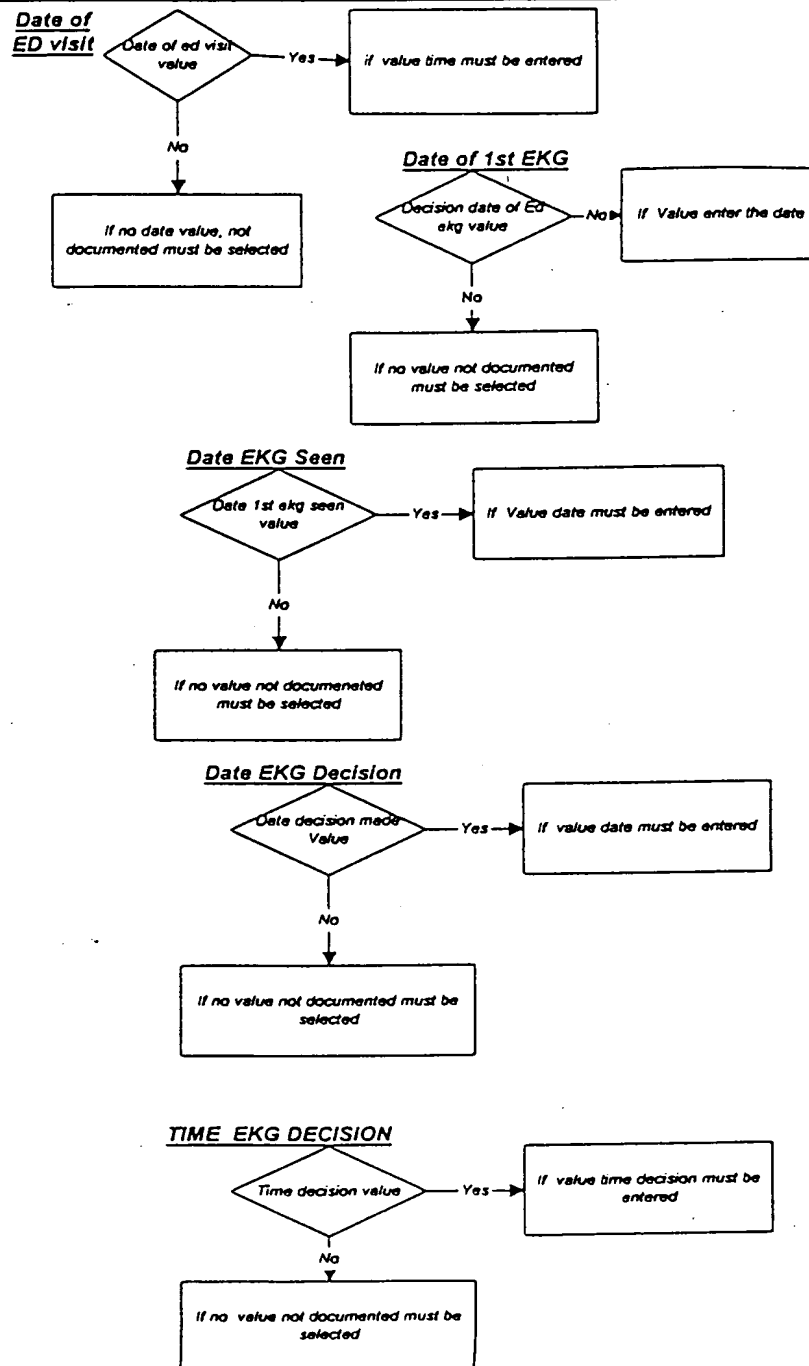 Date of
ED visit
Date of ed visit
value
Yes
if value time must be entered
No
If no date value, not
documented must be
selected
Date of 1st EKG
Decision date of Ed
ekg value
No
If Value enter the date
No
If no value not documented
must be selected
Date EKG Seen
Date 1st ekg seen
value
Yes
If Value date must be entered
No
If no value not documeneted
must be selected
Date EKG Decision
Date decision made
Value
Yes
If value date must be entered
No
If no value not documented must be
selected
TIME EKG DECISION
Time decision value
Yes
If value time decision must be
entered
No
If no value not documented must be
selected